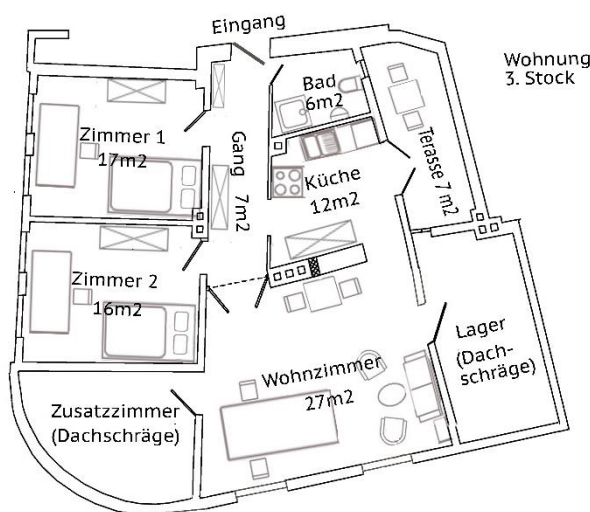 Eingang
Wohnung
3. Stock
Bad
6m2
Zimmer 1
17m2
Gang
7m2
Küche
12m2
Terasse 7 m2
Zimmer 2
16m2
Wohnzimmer
27m2
Lager
(Dach-
schräge)
Zusatzzimmer
(Dachschräge)